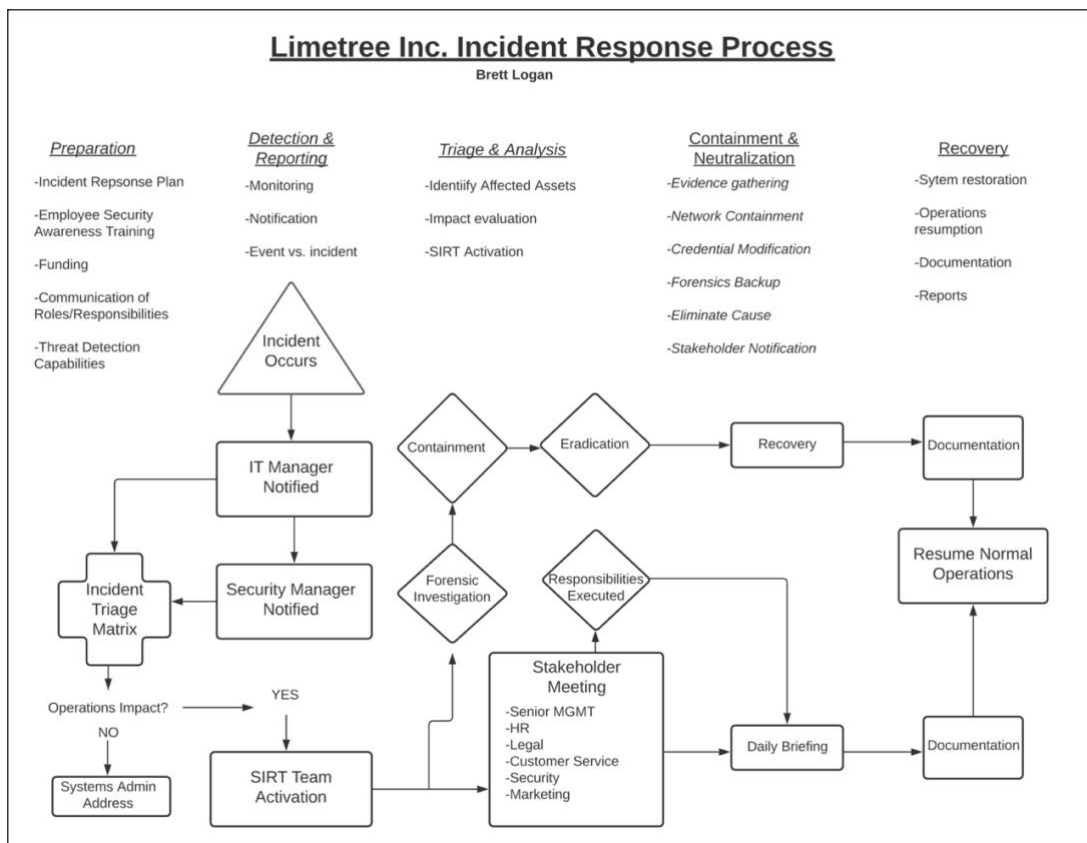 Limetree Inc. Incident Response Process
Brett Logan
Preparation
-Incident Repsonse Plan
-Employee Security
Awareness Training
-Funding
-Communication of
Roles/Responsibilities
-Threat Detection
Capabilities
Detection &
Reporting
-Monitoring
-Notification
-Event vs. incident
Triage & Analysis
-Identiify Affected Assets
-Impact evaluation
-SIRT Activation
Containment &
Neutralization
-Evidence gathering
-Network Containment
-Credential Modification
-Forensics Backup
-Eliminate Cause
-Stakeholder Notification
Recovery
-Sytem restoration
-Operations
resumption
-Documentation
-Reports
Incident
Occurs
IT Manager
Notified
Security Manager
Notified
Incident
Triage
Matrix
Operations Impact?
YES
NO
Systems Admin
Address
SIRT Team
Activation
Forensic
Investigation
Containment
Eradication
Recovery
Documentation
Resume Normal
Operations
Stakeholder
Meeting
-Senior MGMT
-HR
-Legal
-Customer Service
-Security
-Marketing
Responsibilities
Executed
Daily Briefing
Documentation